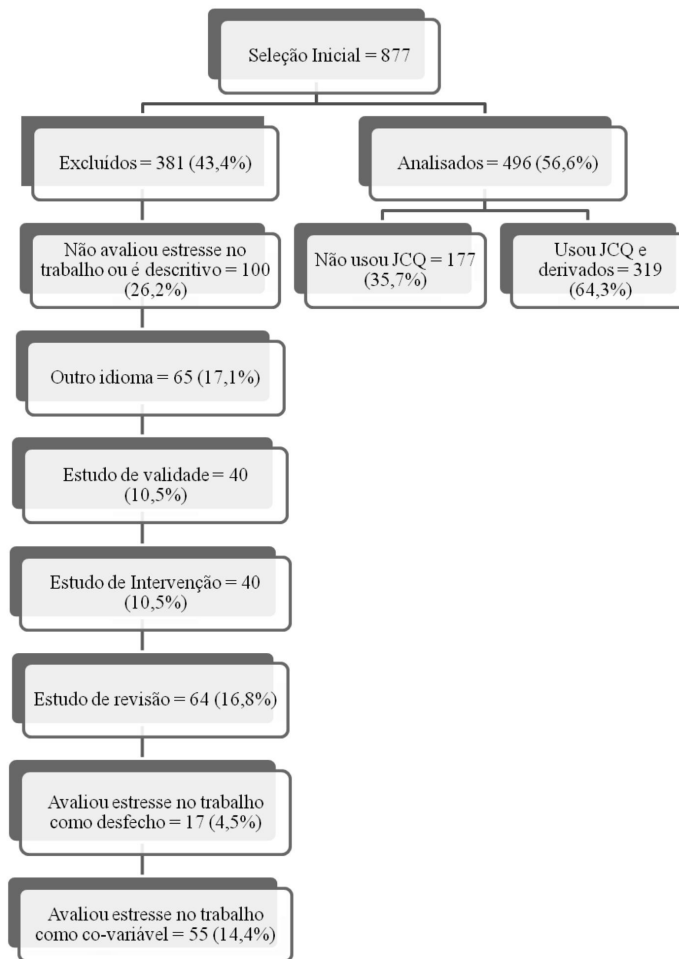 Seleção Inicial = 877
Excluídos = 381 (43,4%)
Analisados = 496 (56,6%)
Não avaliou estresse no
trabalho ou é descritivo = 100
(26,2%)
Não usou JCQ = 177
(35,7%)
Usou JCQ e
derivados = 319
(64,3%)
Outro idioma = 65 (17,1%)
Estudo de validade = 40
(10,5%)
Estudo de Intervenção = 40
(10,5%)
Estudo de revisão = 64 (16,8%)
Avaliou estresse no trabalho
como desfecho = 17 (4,5%)
Avaliou estresse no trabalho
como co-variável = 55 (14,4%)